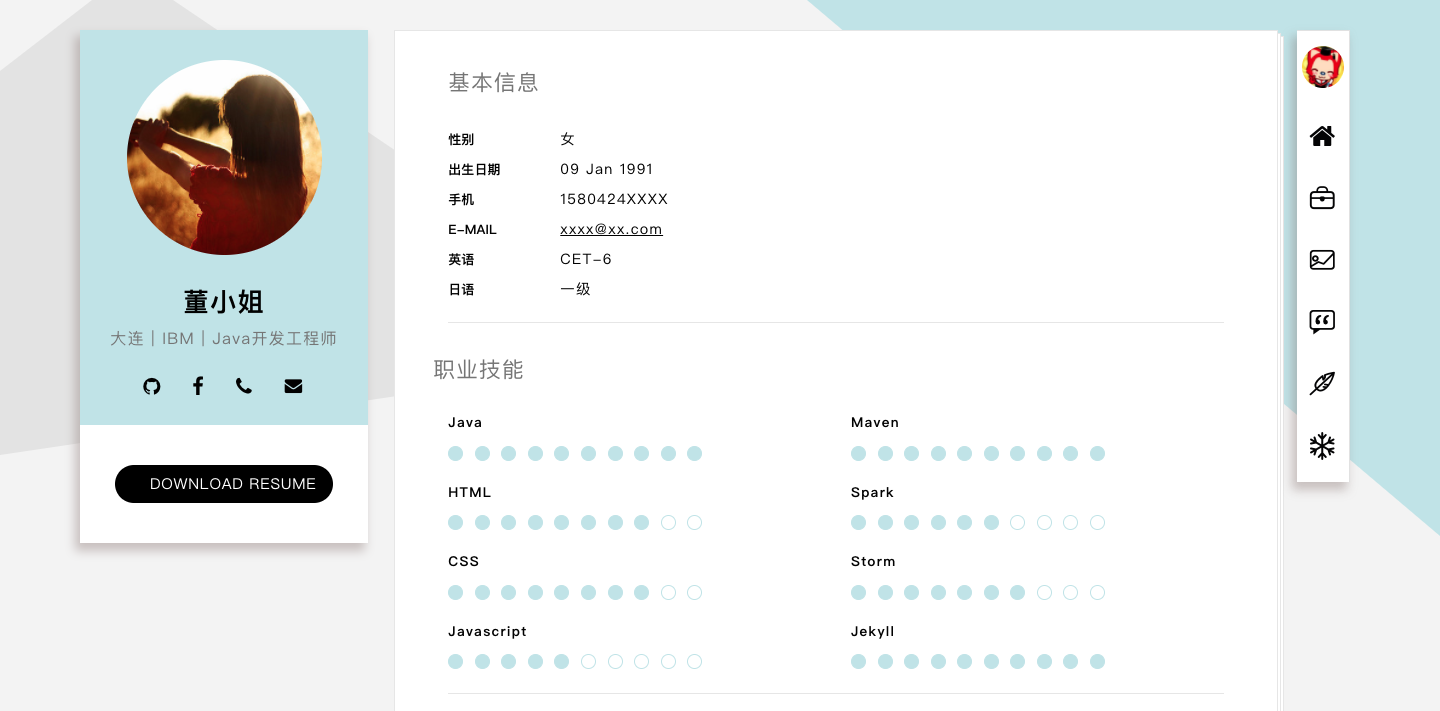 董小姐
大连 | IBM | Java开发工程师
DOWNLOAD RESUME
基本信息
性别 女
出生日期 09 Jan 1991
手机 1580424XXXX
E-MAIL xxxx@xx.com
英语 CET-6
日语 一级
职业技能
Java Maven
HTML Spark
CSS Storm
Javascript Jekyll